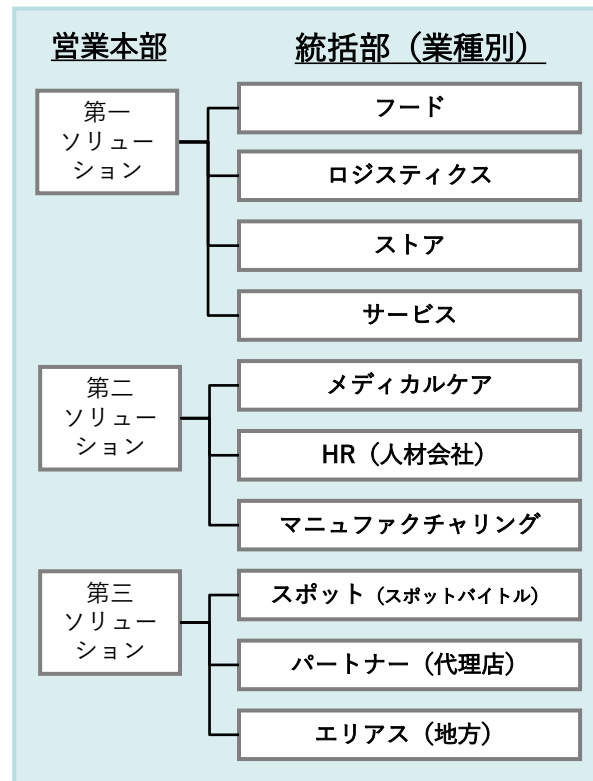 営業本部
統括部（業種別）
第一
ソリュー
ション
フード
ロジスティクス
ストア
サービス
第二
ソリュー
ション
メディカルケア
HR（人材会社）
マニュファクチャリング
第三
ソリュー
ション
スポット（スポットバイトル）
パートナー（代理店）
エリアス（地方）